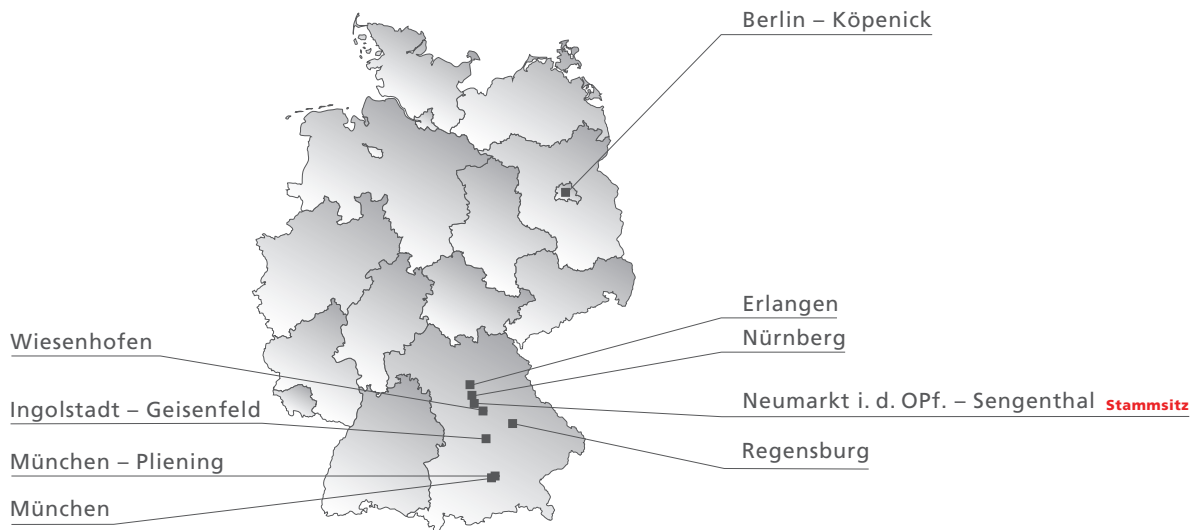 Berlin – Köpenick
Erlangen
Nürnberg
Wiesenhofen
Neumarkt i. d. OPf. – Sengenthal Stammsitz
Ingolstadt – Geisenfeld
Regensburg
München – Pliening
München